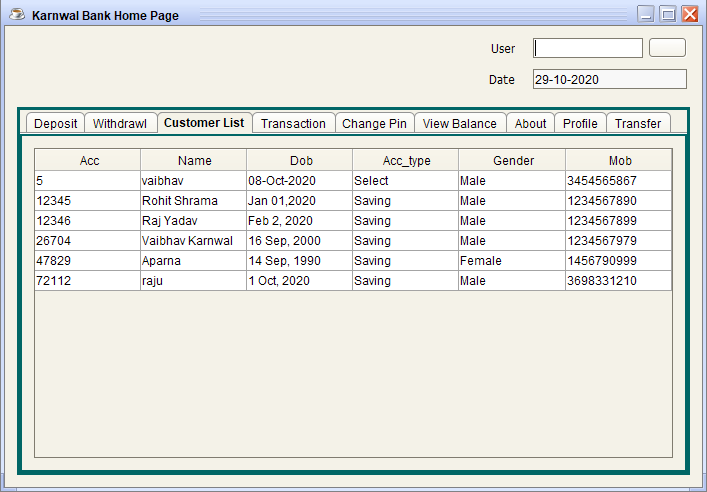 Karnwal Bank Home Page
User
Date 29-10-2020
Deposit Withdrawl Customer List Transaction Change Pin View Balance About Profile Transfer
Acc Name Dob Acc_type Gender Mob
5 vaibhav 08-Oct-2020 Select Male 3454565867
12345 Rohit Shrama Jan 01,2020 Saving Male 1234567890
12346 Raj Yadav Feb 2, 2020 Saving Male 1234567899
26704 Vaibhav Karnwal 16 Sep, 2000 Saving Male 1234567979
47829 Aparna 14 Sep, 1990 Saving Female 1456790999
72112 raju 1 Oct, 2020 Saving Male 3698331210